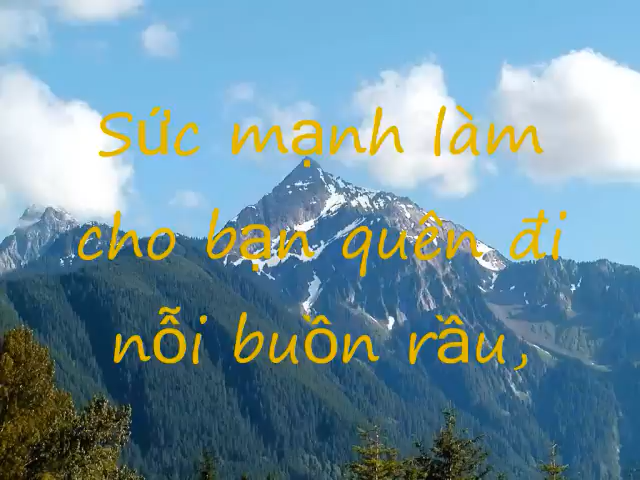 Sức mạnh làm
cho bạn quên đi
nỗi buồn rầu,